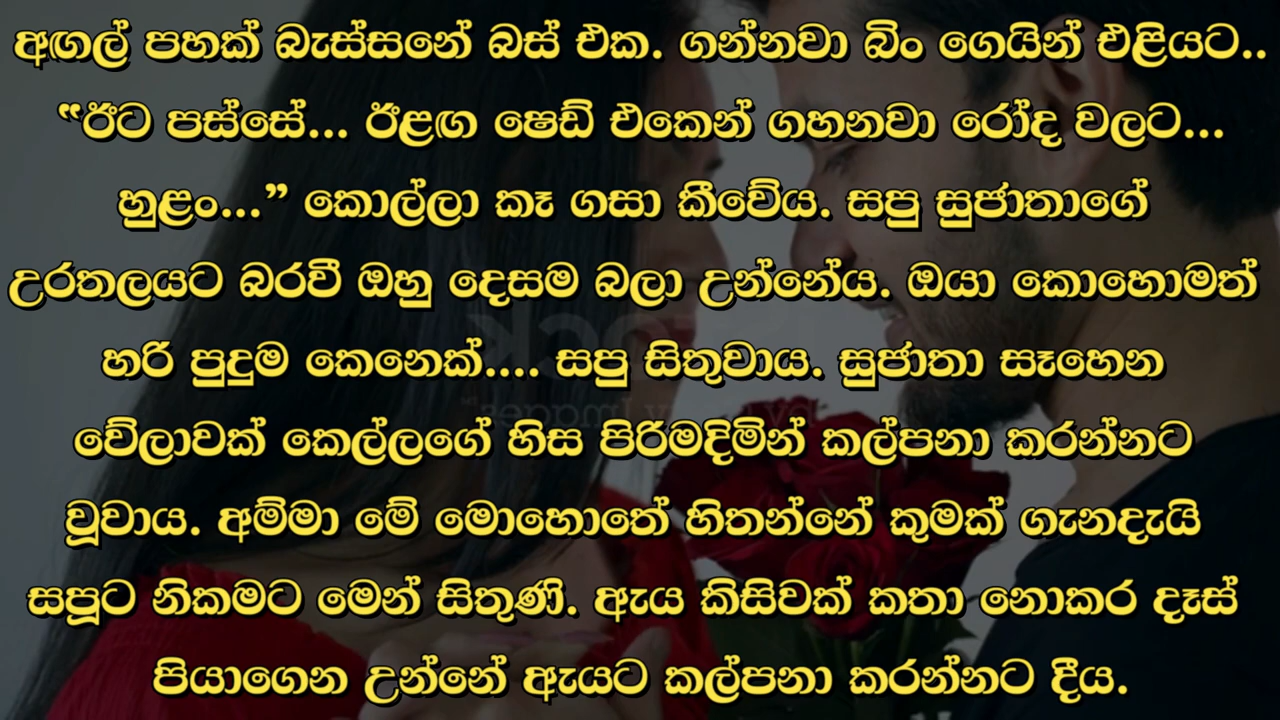 අඟල් පහක් බැස්සනේ බස් එක. ගන්නවා බිං ගෙයින් එළියට..
“ඊට පස්සේ... ඊළඟ ෂෙඩ් එකෙන් ගහනවා රෝද වලට...
හුළං...” කොල්ලා කෑ ගසා කීවේය. සපු සුජාතාගේ
උරතලයට බරවී ඔහු දෙසම බලා උන්නේය. ඔයා කොහොමත්
හරි පුදුම කෙනෙක්.... සපු සිතුවාය. සුජාතා සෑහෙන
වේලාවක් කෙල්ලගේ හිස පිරිමදිමින් කල්පනා කරන්නට
වූවාය. අම්මා මේ මොහොතේ හිතන්නේ කුමක් ගැනදැයි
සපූට නිකමට මෙන් සිතුණි. ඇය කිසිවක් කතා නොකර දෑස්
පියාගෙන උන්නේ ඇයට කල්පනා කරන්නට දීය.